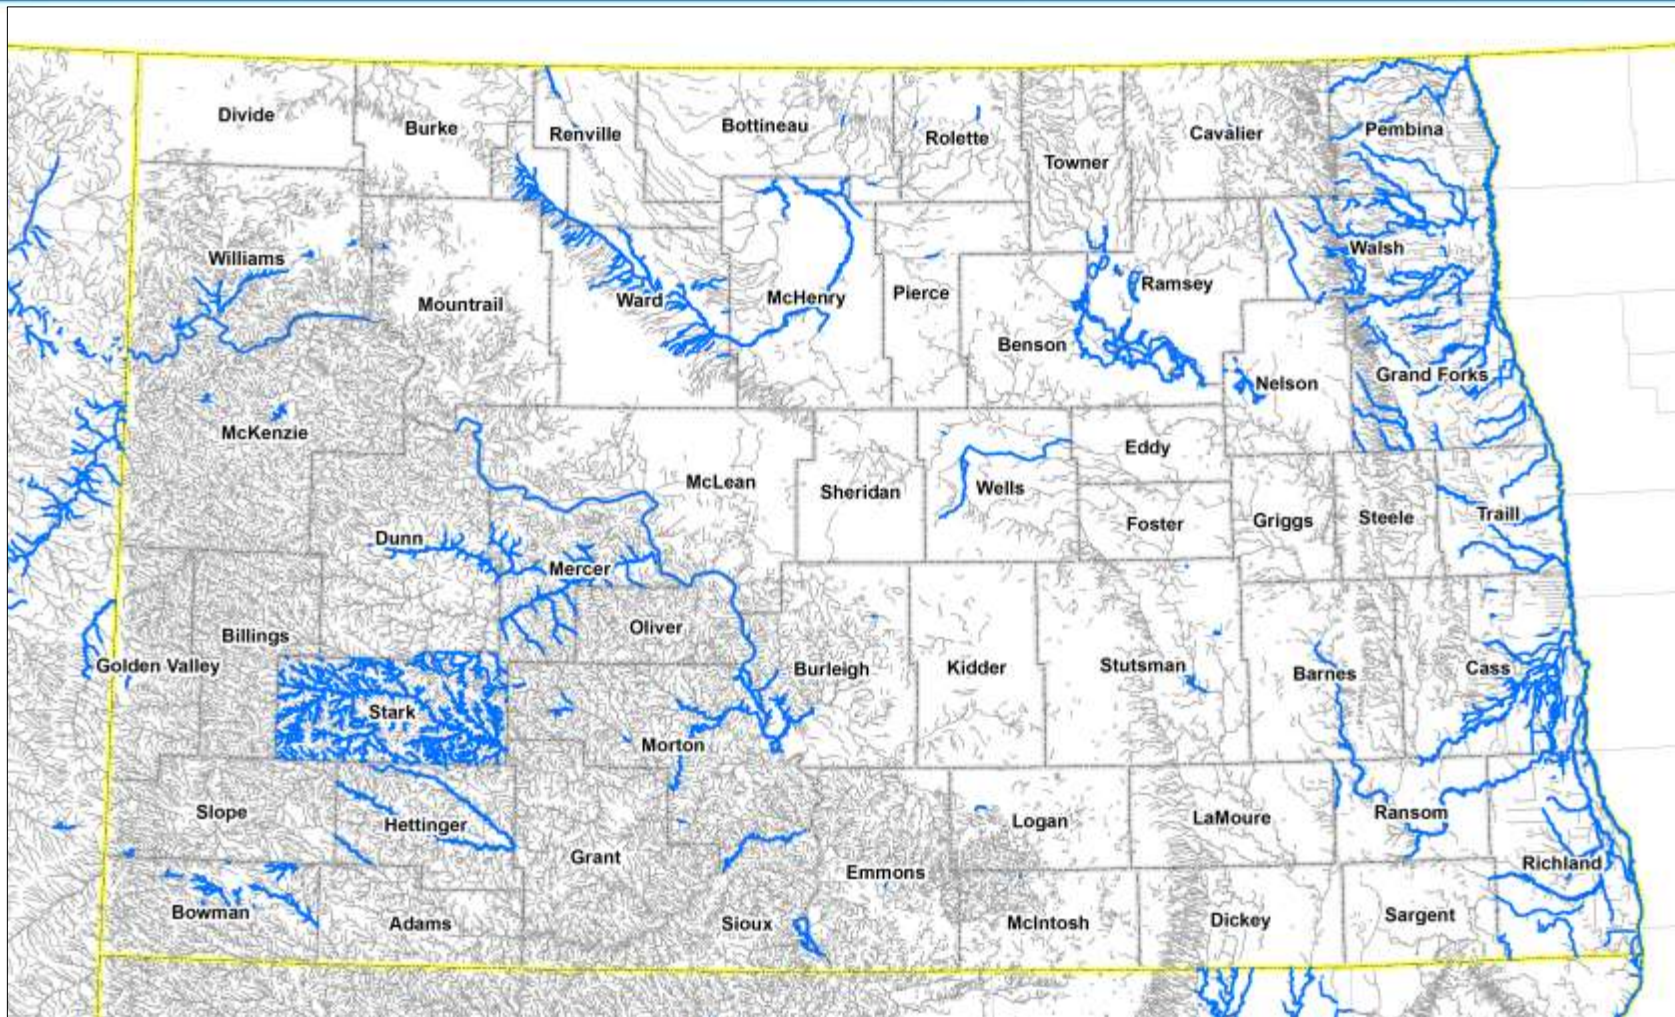 Divide
Burke
Renville
Bottineau
Rolette
Towner
Cavalier
Pembina
Williams
Mountrail
Ward
McHenry
Pierce
Benson
Ramsey
Walsh
Nelson
Grand Forks
McKenzie
McLean
Sheridan
Wells
Eddy
Foster
Griggs
Steele
Traill
Dunn
Mercer
Billings
Golden Valley
Oliver
Burleigh
Kidder
Stutsman
Barnes
Cass
Stark
Morton
Slope
Hettinger
Grant
Emmons
Logan
LaMoure
Ransom
Richland
Bowman
Adams
Sioux
McIntosh
Dickey
Sargent